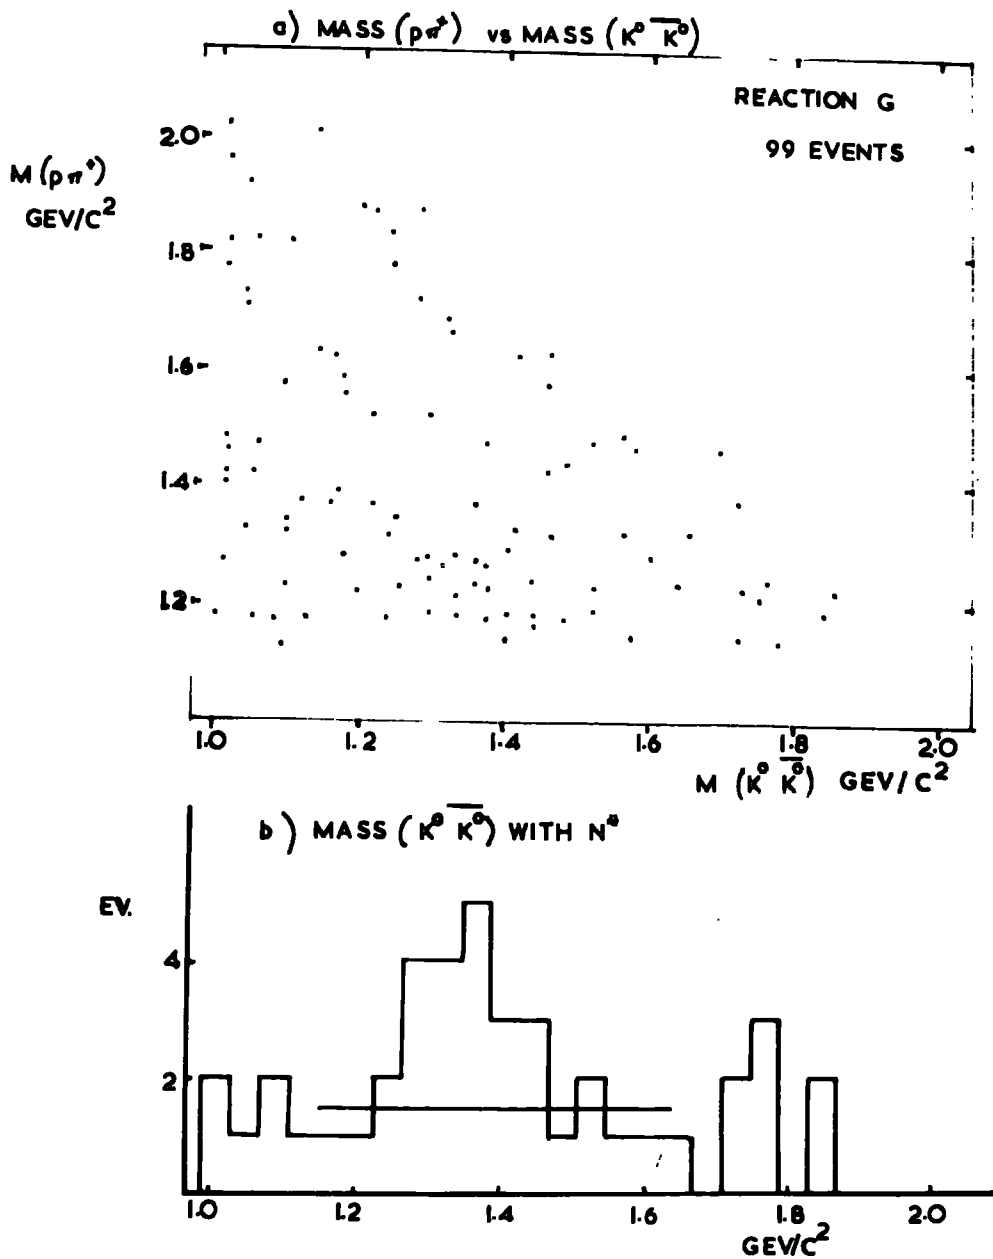 a) MASS (pπ⁺) vs MASS (K⁰ K̅⁰)
REACTION G
99 EVENTS
M (pπ⁺)
GEV/C²
2.0
1.8
1.6
1.4
1.2
1.0 1.2 1.4 1.6 1.8 2.0
M (K⁰ K̅⁰) GEV/C²
b) MASS (K⁰ K̅⁰) WITH N*
EV.
4
2
1.0 1.2 1.4 1.6 1.8 2.0
GEV/C²